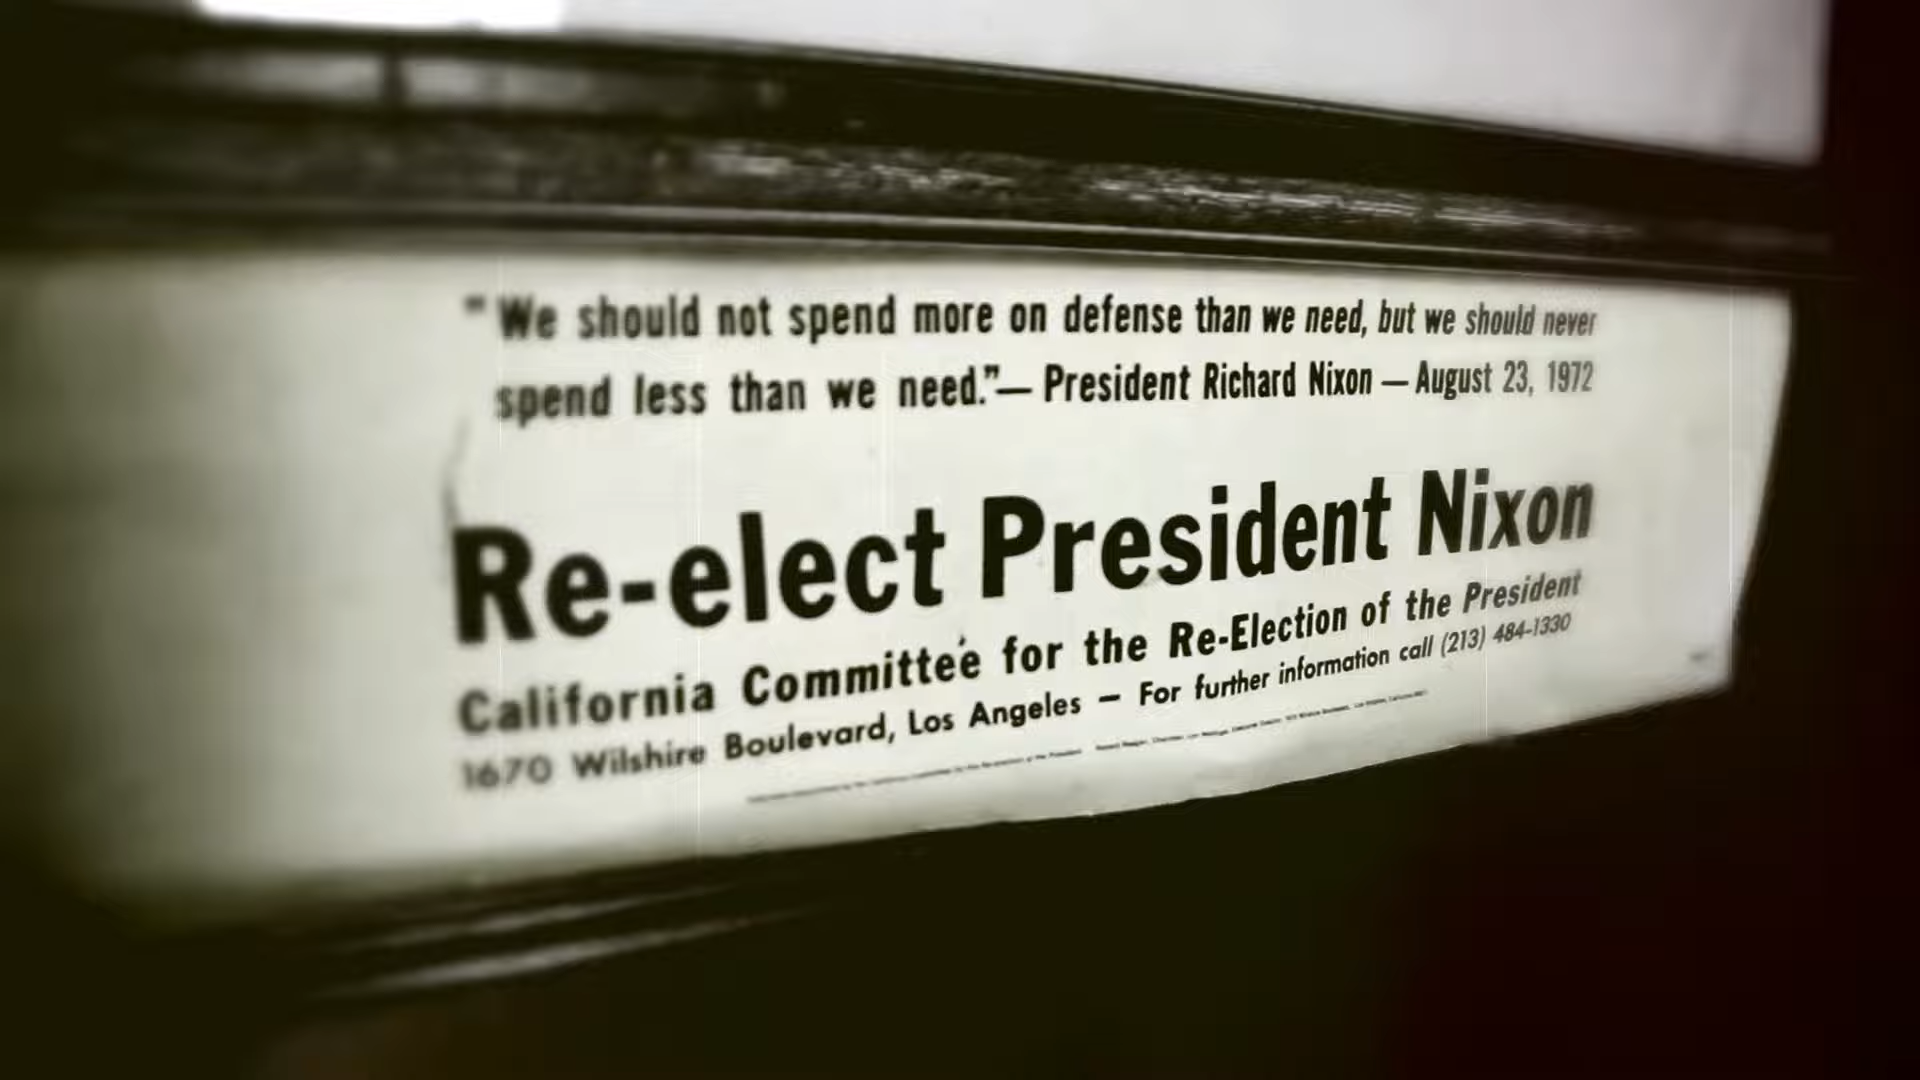 "We should not spend more on defense than we need, but we should never
spend less than we need."— President Richard Nixon — August 23, 1972
Re-elect President Nixon
California Committee for the Re-Election of the President
1670 Wilshire Boulevard, Los Angeles — For further information call (213) 484-1330